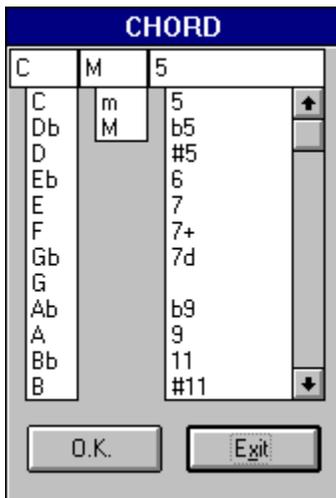 CHORD
C M 5
C m 5
Db M b5
D #5
Eb 6
E 7
F 7+
Gb 7d
G
Ab b9
A 9
Bb 11
B #11
O.K. Exit